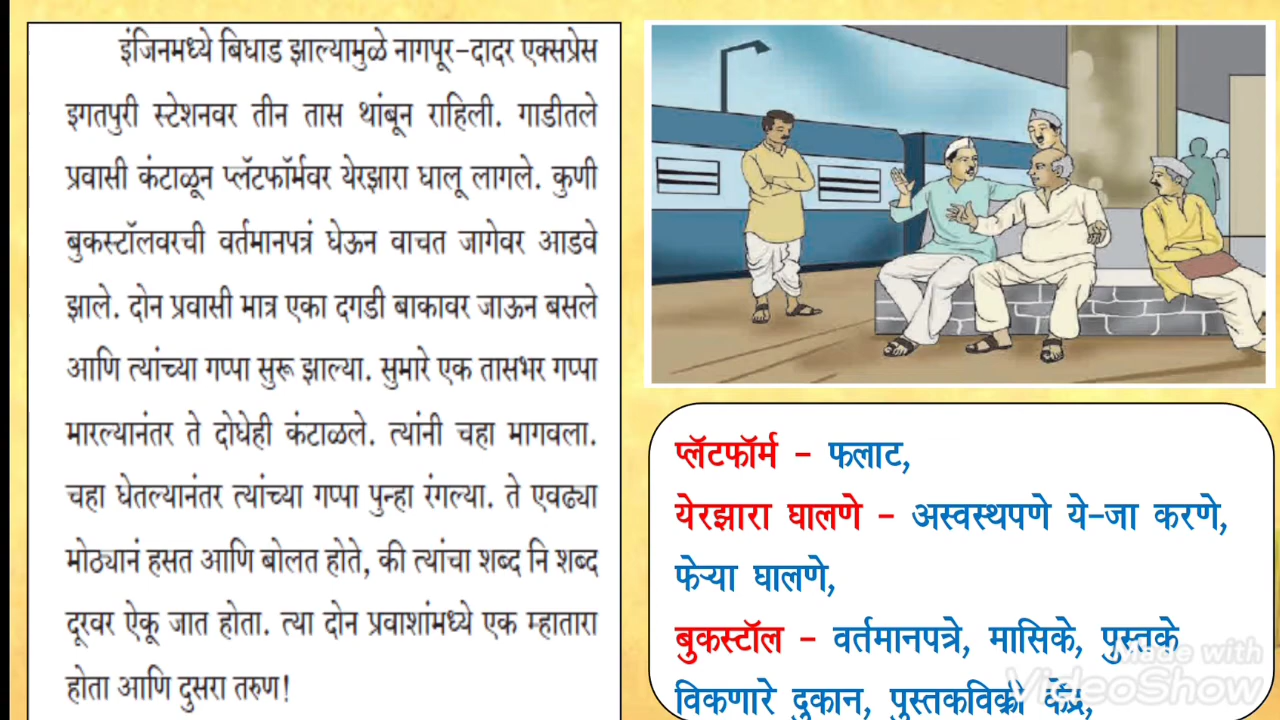 इंजिनमध्ये बिघाड झाल्यामुळे नागपूर-दादर एक्सप्रेस
इगतपुरी स्टेशनवर तीन तास थांबून राहिली. गाडीतले
प्रवासी कंटाळून प्लॅटफॉर्मवर येरझारा घालू लागले. कुणी
बुकस्टॉलवरची वर्तमानपत्रं घेऊन वाचत जागेवर आडवे
झाले. दोन प्रवासी मात्र एका दगडी बाकावर जाऊन बसले
आणि त्यांच्या गप्पा सुरू झाल्या. सुमारे एक तासभर गप्पा
मारल्यानंतर ते दोघेही कंटाळले. त्यांनी चहा मागवला.
चहा घेतल्यानंतर त्यांच्या गप्पा पुन्हा रंगल्या. ते एवढ्या
मोठ्यानं हसत आणि बोलत होते, की त्यांचा शब्द नि शब्द
दूरवर ऐकू जात होता. त्या दोन प्रवाशांमध्ये एक म्हातारा
होता आणि दुसरा तरुण!
प्लॅटफॉर्म - फलाट,
येरझारा घालणे - अस्वस्थपणे ये-जा करणे,
फेऱ्या घालणे,
बुकस्टॉल - वर्तमानपत्रे, मासिके, पुस्तके
विकणारे दुकान, पुस्तकविक्री केंद्र,
Made with
VideoShow